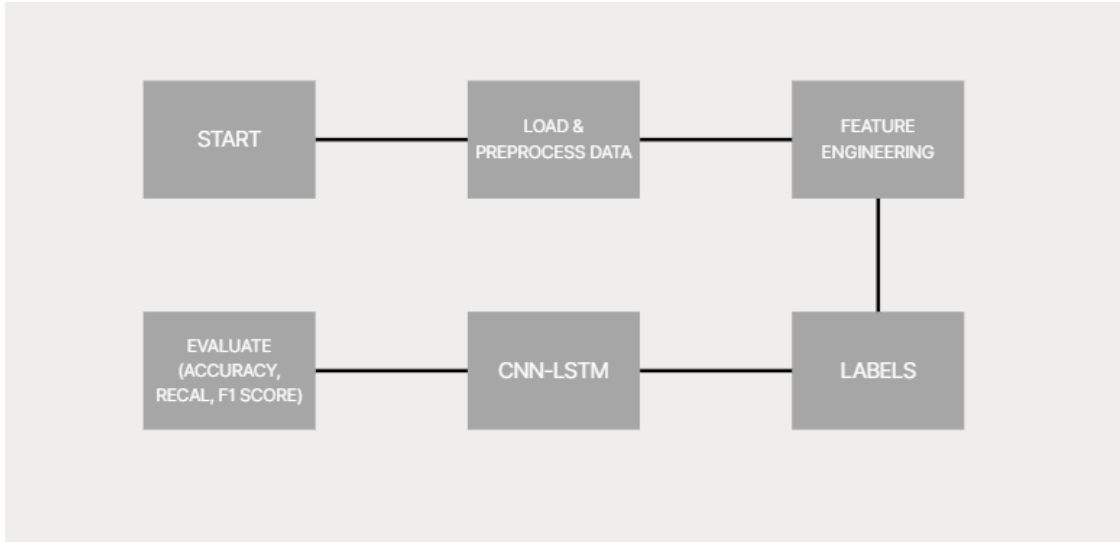 START
LOAD &
PREPROCESS DATA
FEATURE
ENGINEERING
EVALUATE
(ACCURACY,
RECAL, F1 SCORE)
CNN-LSTM
LABELS